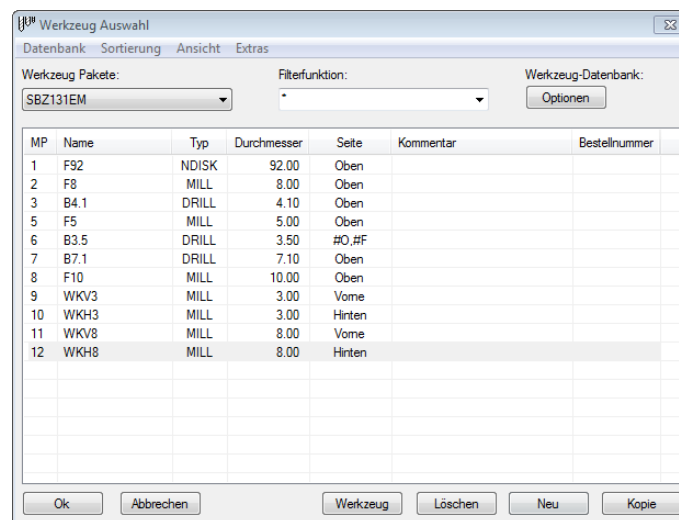 Werkzeug Auswahl
Datenbank Sortierung Ansicht Extras
Werkzeug Pakete: Filterfunktion: Werkzeug-Datenbank:
SBZ131EM * Optionen
MP Name Typ Durchmesser Seite Kommentar Bestellnummer
1 F92 NDISK 92.00 Oben
2 F8 MILL 8.00 Oben
3 B4.1 DRILL 4.10 Oben
5 F5 MILL 5.00 Oben
6 B3.5 DRILL 3.50 #O,#F
7 B7.1 DRILL 7.10 Oben
8 F10 MILL 10.00 Oben
9 WKV3 MILL 3.00 Vorne
10 WKH3 MILL 3.00 Hinten
11 WKV8 MILL 8.00 Vorne
12 WKH8 MILL 8.00 Hinten
Ok Abbrechen Werkzeug Löschen Neu Kopie